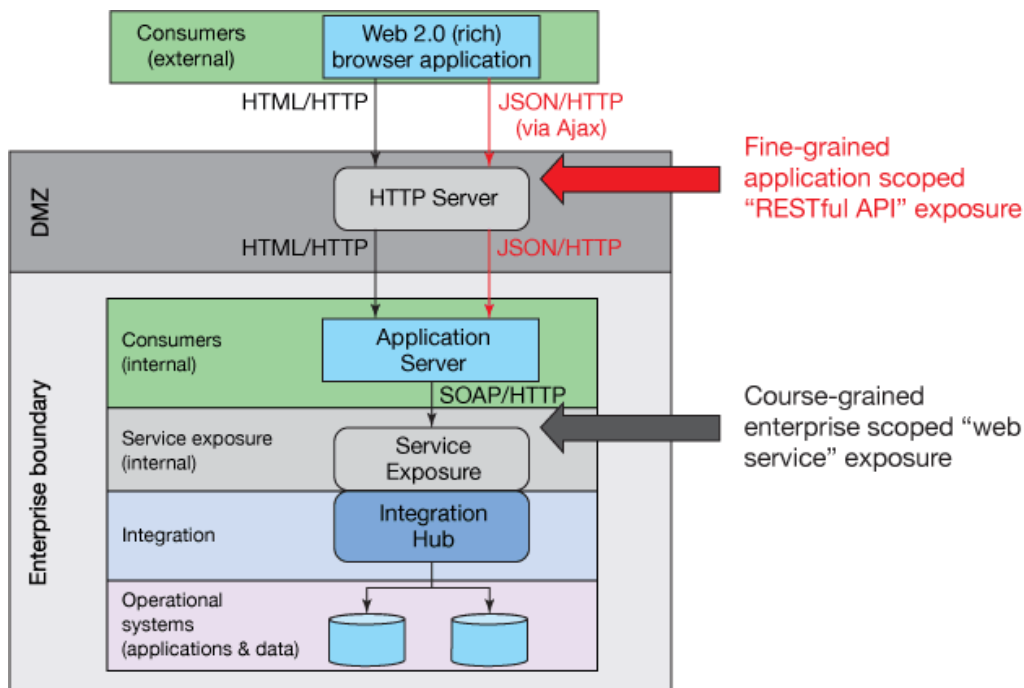 Consumers
(external)
Web 2.0 (rich)
browser application
HTML/HTTP
JSON/HTTP
(via Ajax)
DMZ
HTTP Server
Fine-grained
application scoped
“RESTful API” exposure
HTML/HTTP
JSON/HTTP
Enterprise boundary
Consumers
(internal)
Application
Server
SOAP/HTTP
Course-grained
enterprise scoped “web
service” exposure
Service exposure
(internal)
Service
Exposure
Integration
Integration
Hub
Operational
systems
(applications & data)